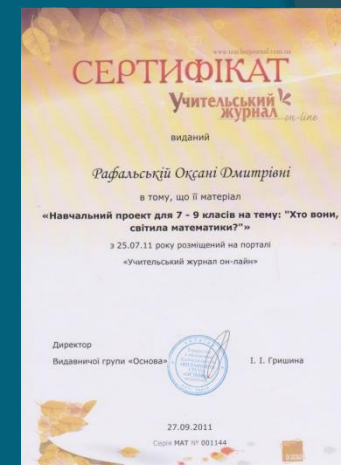 www.teacherjournal.com.ua
СЕРТИФІКАТ
Учительський
журнал on-line
виданий
Рафальській Оксані Дмитрівні
в тому, що її матеріал
«Навчальний проект для 7 - 9 класів на тему: "Хто вони,
світила математики?"»
з 25.07.11 року розміщений на порталі
«Учительський журнал он-лайн»
Директор
Видавничої групи «Основа»
І. І. Гришина
27.09.2011
Серія МАТ № 001144